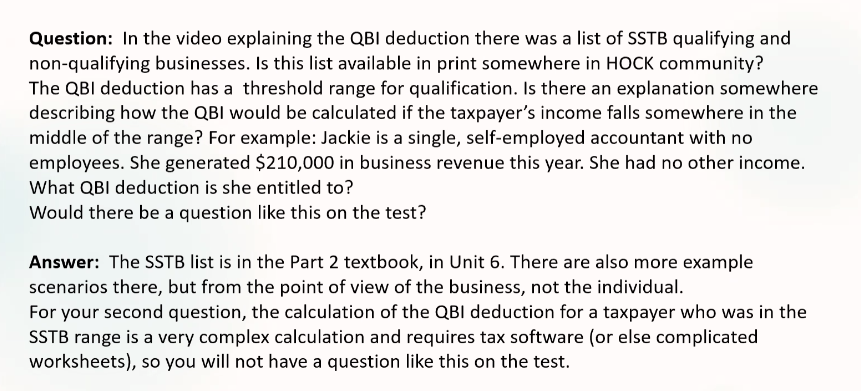 Question: In the video explaining the QBI deduction there was a list of SSTB qualifying and
non-qualifying businesses. Is this list available in print somewhere in HOCK community?
The QBI deduction has a threshold range for qualification. Is there an explanation somewhere
describing how the QBI would be calculated if the taxpayer's income falls somewhere in the
middle of the range? For example: Jackie is a single, self-employed accountant with no
employees. She generated $210,000 in business revenue this year. She had no other income.
What QBI deduction is she entitled to?
Would there be a question like this on the test?
Answer: The SSTB list is in the Part 2 textbook, in Unit 6. There are also more example
scenarios there, but from the point of view of the business, not the individual.
For your second question, the calculation of the QBI deduction for a taxpayer who was in the
SSTB range is a very complex calculation and requires tax software (or else complicated
worksheets), so you will not have a question like this on the test.